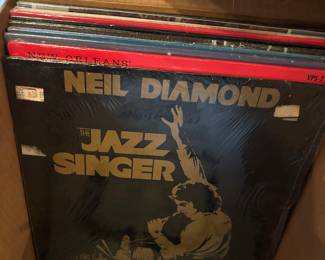 NEW ORLEANS'
NEIL DIAMOND
THE
JAZZ
SINGER